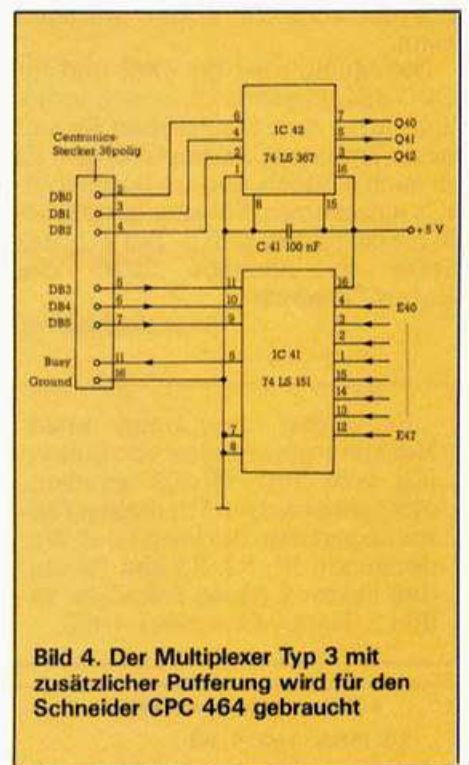 Centronics-
Stecker 36polig
DB0
DB1
DB2
DB3
DB4
DB5
Busy
Ground
2
3
4
5
6
7
11
16
6
4
2
1
IC 42
74 LS 367
7
5
3
16
Q40
Q41
Q42
8
15
C 41 100 nF
+5 V
11
10
9
5
7
8
IC 41
74 LS 151
16
4
3
2
1
15
14
13
12
E40
E47
Bild 4. Der Multiplexer Typ 3 mit
zusätzlicher Pufferung wird für den
Schneider CPC 464 gebraucht